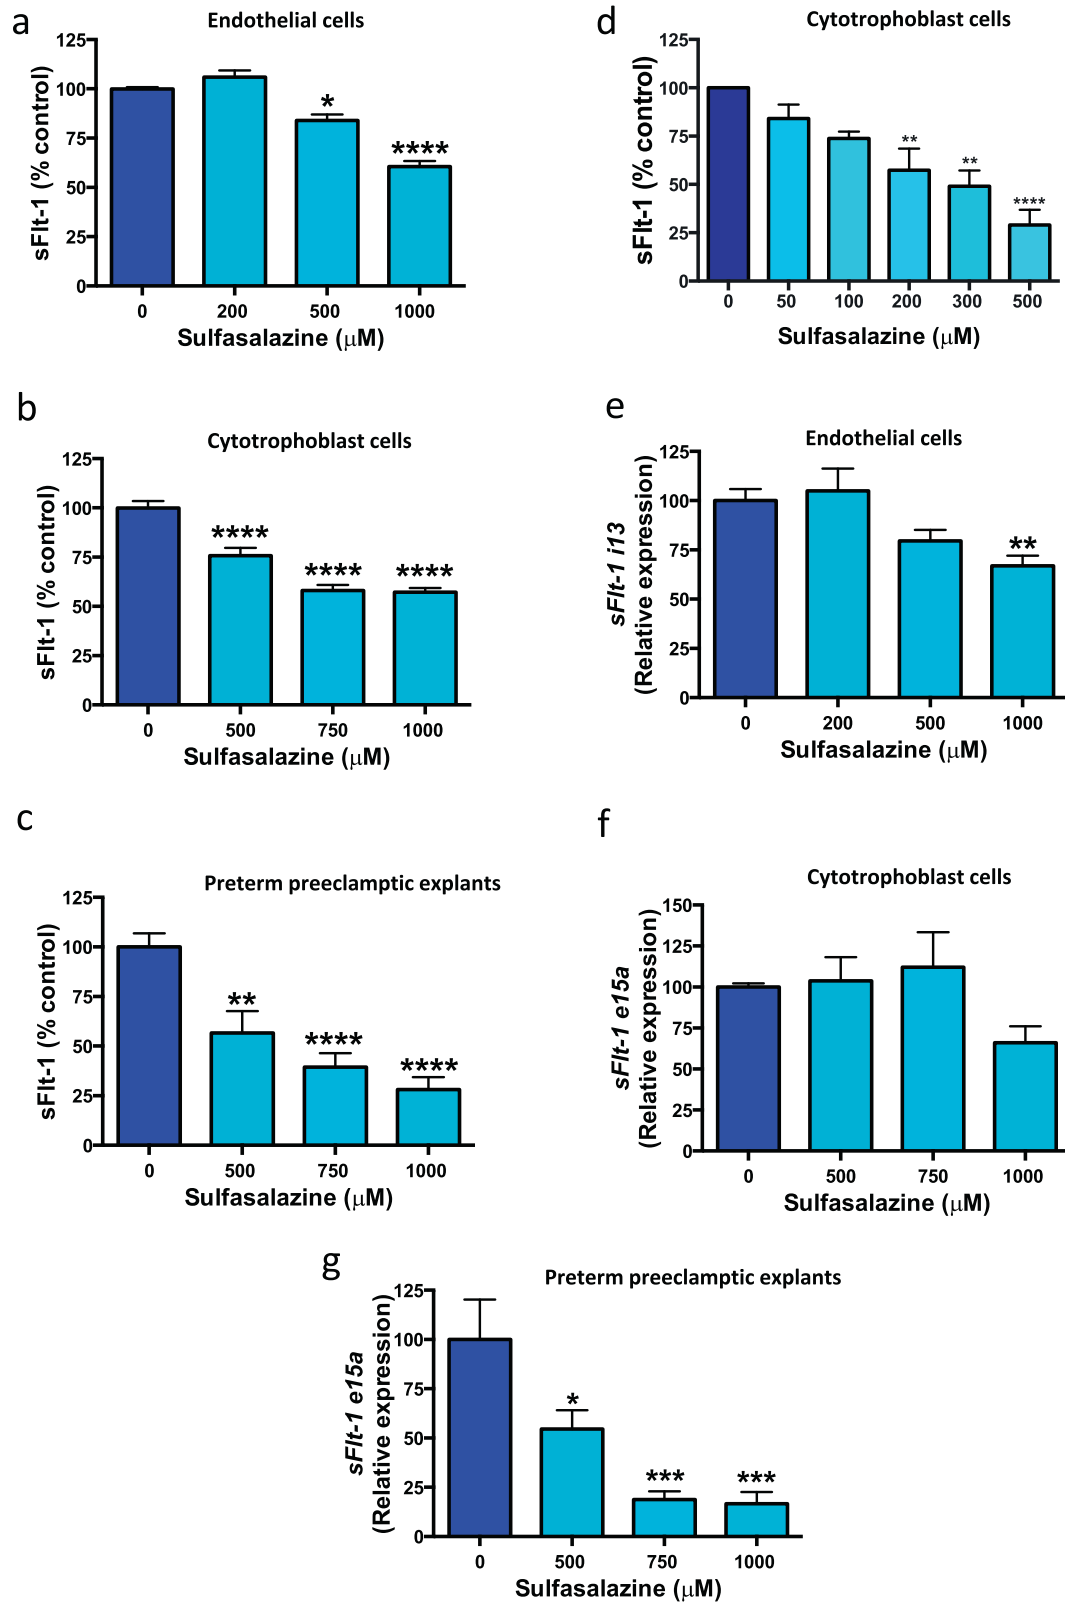 a
Endothelial cells
sFlt-1 (% control)
125
100
75
50
25
0
*
****
0 200 500 1000
Sulfasalazine (μM)
d
Cytotrophoblast cells
sFlt-1 (% control)
125
100
75
50
25
0
**
**
****
0 50 100 200 300 500
Sulfasalazine (μM)
b
Cytotrophoblast cells
sFlt-1 (% control)
125
100
75
50
25
0
****
****
****
0 500 750 1000
Sulfasalazine (μM)
e
Endothelial cells
sFlt-1 i13
(Relative expression)
125
100
75
50
25
0
**
0 200 500 1000
Sulfasalazine (μM)
c
Preterm preeclamptic explants
sFlt-1 (% control)
125
100
75
50
25
0
**
****
****
0 500 750 1000
Sulfasalazine (μM)
f
Cytotrophoblast cells
sFlt-1 e15a
(Relative expression)
150
125
100
75
50
25
0
0 500 750 1000
Sulfasalazine (μM)
g
Preterm preeclamptic explants
sFlt-1 e15a
(Relative expression)
125
100
75
50
25
0
*
***
***
0 500 750 1000
Sulfasalazine (μM)